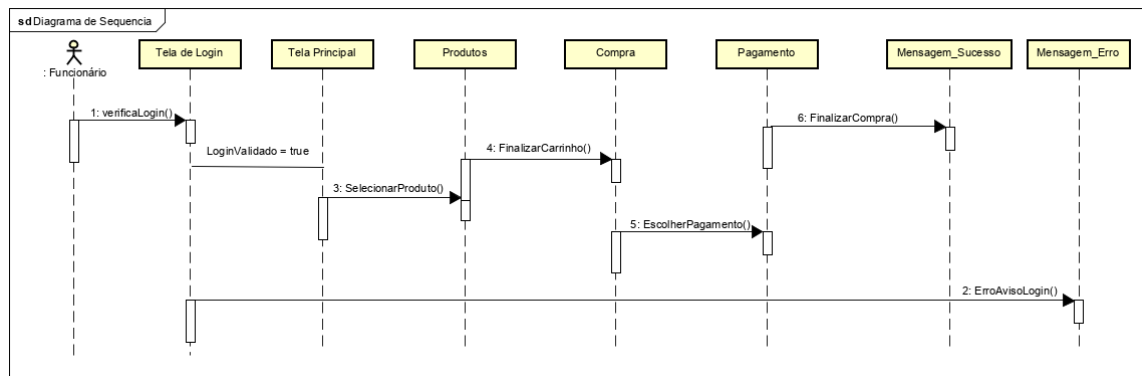 sd Diagrama de Sequencia
: Funcionário
Tela de Login
Tela Principal
Produtos
Compra
Pagamento
Mensagem_Sucesso
Mensagem_Erro
1: verificaLogin()
6: FinalizarCompra()
LoginValidado = true
4: FinalizarCarrinho()
3: SelecionarProduto()
5: EscolherPagamento()
2: ErroAvisoLogin()